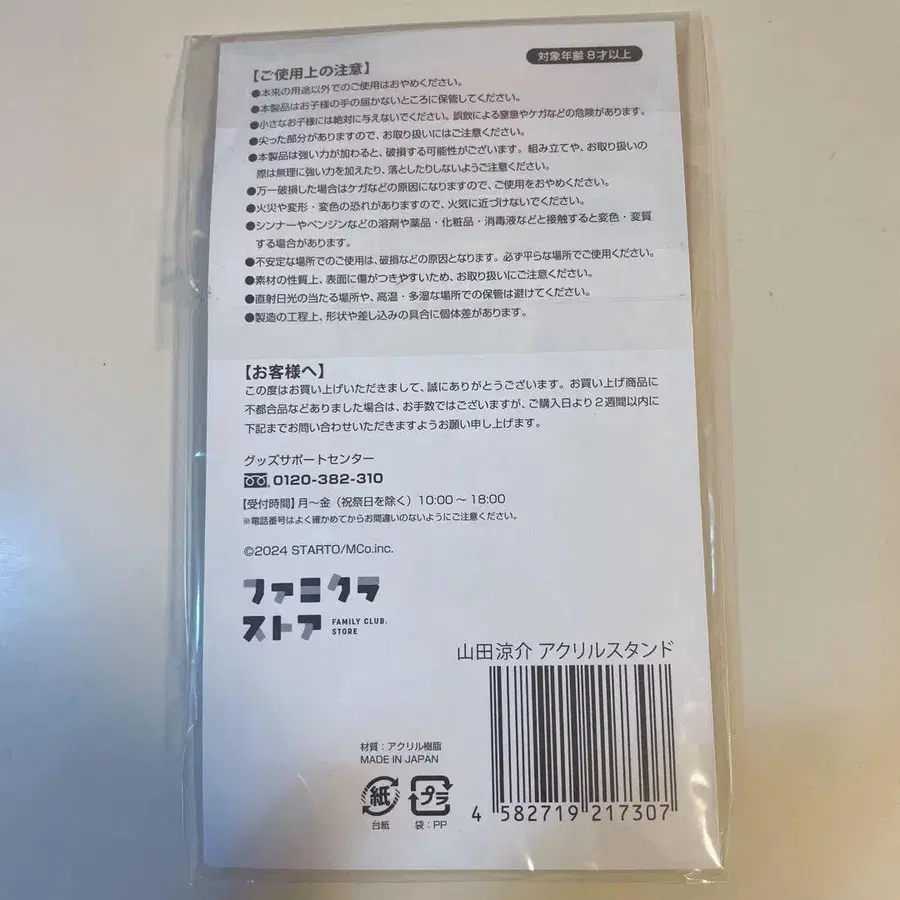 対象年齢8才以上
【ご使用上の注意】
●本来の用途以外でのご使用はおやめください。
●本製品はお子様の手の届かないところに保管してください。
●小さなお子様には絶対に与えないでください。誤飲による窒息やケガなどの危険があります。
●尖った部分がありますので、お取り扱いにはご注意ください。
●本製品は強い力が加わると、破損する可能性がございます。組み立てや、お取り扱いの
際は無理に強い力を加えたり、落としたりしないようご注意ください。
●万一破損した場合はケガなどの原因になりますので、ご使用をおやめください。
●火災や変形・変色の恐れがありますので、火気に近づけないでください。
●シンナーやベンジンなどの溶剤や薬品・化粧品・消毒液などと接触すると変色・変質
する場合があります。
●不安定な場所でのご使用は、破損などの原因となります。必ず平らな場所でご使用ください。
●素材の性質上、表面に傷がつきやすいため、お取り扱いにご注意ください。
●直射日光の当たる場所や、高温・多湿な場所での保管は避けてください。
●製造の工程上、形状や差し込みの具合に個体差があります。
【お客様へ】
この度はお買い上げいただきまして、誠にありがとうございます。お買い上げ商品に
不都合品などありました場合は、お手数ではございますが、ご購入日より2週間以内に
下記までお問い合わせいただきますようお願い申し上げます。
グッズサポートセンター
0120-382-310
【受付時間】月〜金（祝祭日を除く）10:00〜18:00
※電話番号はよく確かめてからお間違いのないようにご注意ください。
©2024 STARTO/MCo.inc.
ファミクラ
ストア FAMILY CLUB.
STORE
山田涼介 アクリルスタンド
材質：アクリル樹脂
MADE IN JAPAN
紙 プラ
台紙 袋：PP
4 582719 217307